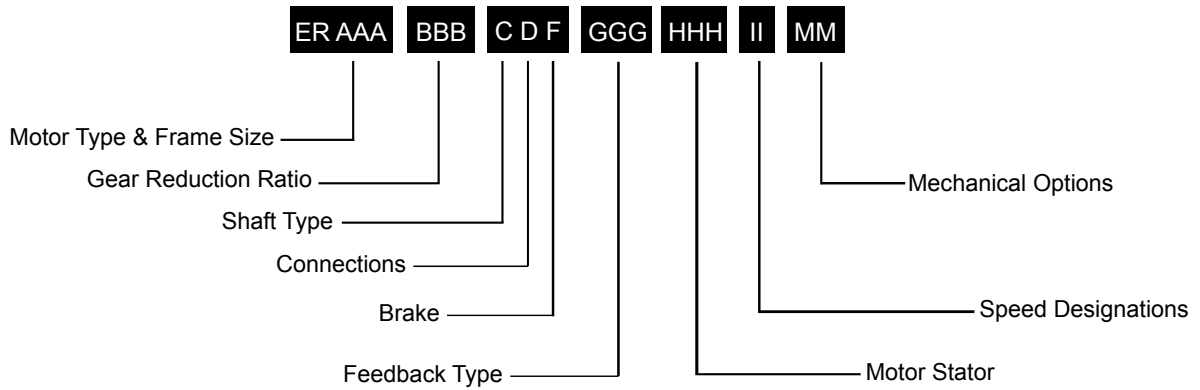 ER AAA BBB C D F GGG HHH II MM
Motor Type & Frame Size
Gear Reduction Ratio
Mechanical Options
Shaft Type
Connections
Brake
Speed Designations
Feedback Type
Motor Stator